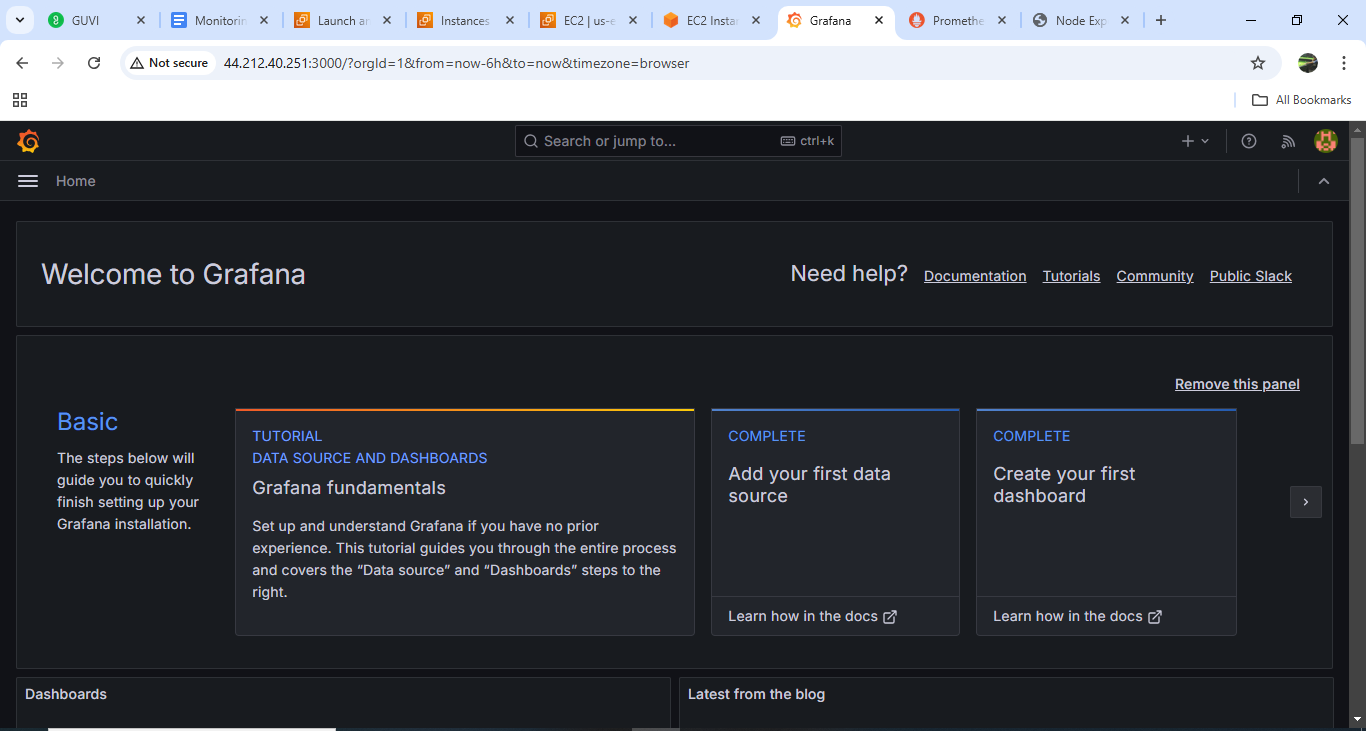 GUVI
Monitorin
Launch an
Instances
EC2 | us-e
EC2 Instan
Grafana
Promethe
Node Exp
Not secure
44.212.40.251:3000/?orgId=1&from=now-6h&to=now&timezone=browser
All Bookmarks
Search or jump to...
ctrl+k
Home
Welcome to Grafana
Need help?
Documentation
Tutorials
Community
Public Slack
Remove this panel
Basic
The steps below will
guide you to quickly
finish setting up your
Grafana installation.
TUTORIAL
DATA SOURCE AND DASHBOARDS
Grafana fundamentals
Set up and understand Grafana if you have no prior
experience. This tutorial guides you through the entire process
and covers the “Data source” and “Dashboards” steps to the
right.
COMPLETE
Add your first data
source
Learn how in the docs
COMPLETE
Create your first
dashboard
Learn how in the docs
Dashboards
Latest from the blog